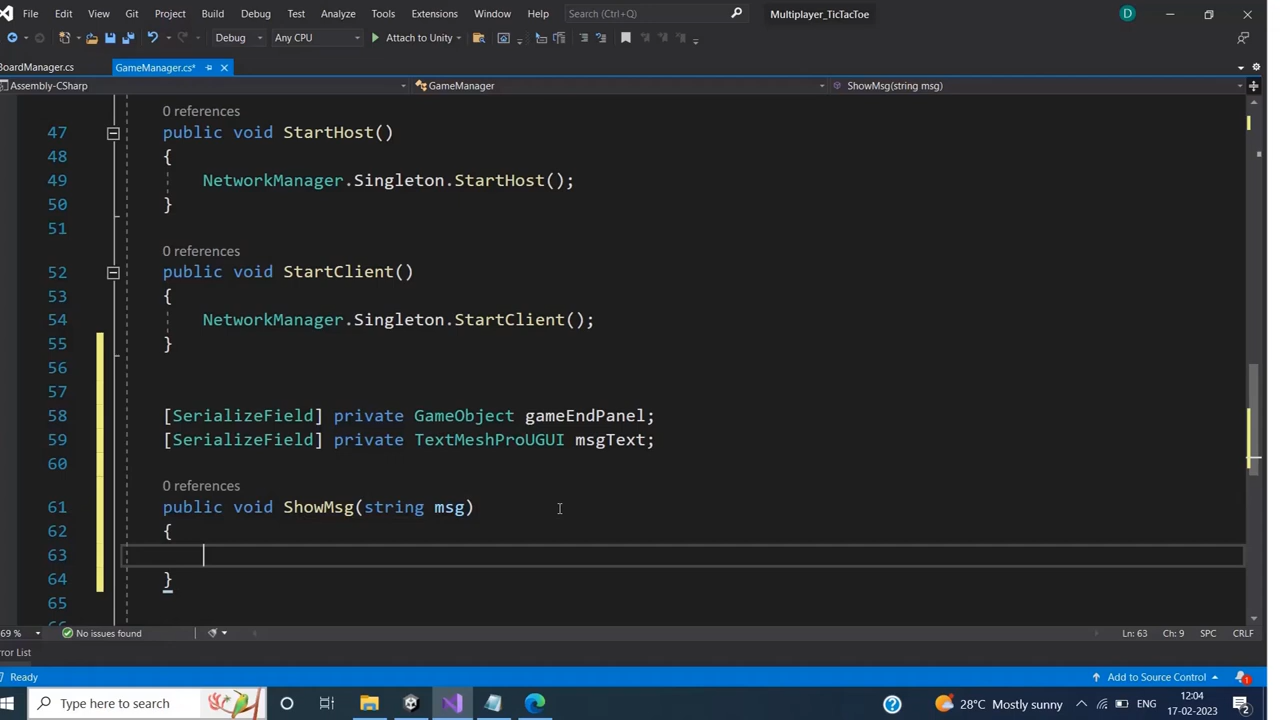 File Edit View Git Project Build Debug Test Analyze Tools Extensions Window Help Search (Ctrl+Q) Multiplayer_TicTacToe D
Debug Any CPU Attach to Unity
BoardManager.cs GameManager.cs*
Assembly-CSharp GameManager ShowMsg(string msg)
0 references
47 public void StartHost()
48 {
49 NetworkManager.Singleton.StartHost();
50 }
51
0 references
52 public void StartClient()
53 {
54 NetworkManager.Singleton.StartClient();
55 }
56
57
58 [SerializeField] private GameObject gameEndPanel;
59 [SerializeField] private TextMeshProUGUI msgText;
60
0 references
61 public void ShowMsg(string msg)
62 {
63
64 }
65
69 % No issues found Ln: 63 Ch: 9 SPC CRLF
rror List
Ready Add to Source Control 1
Type here to search 28°C Mostly sunny ENG 12:04 17-02-2023 2